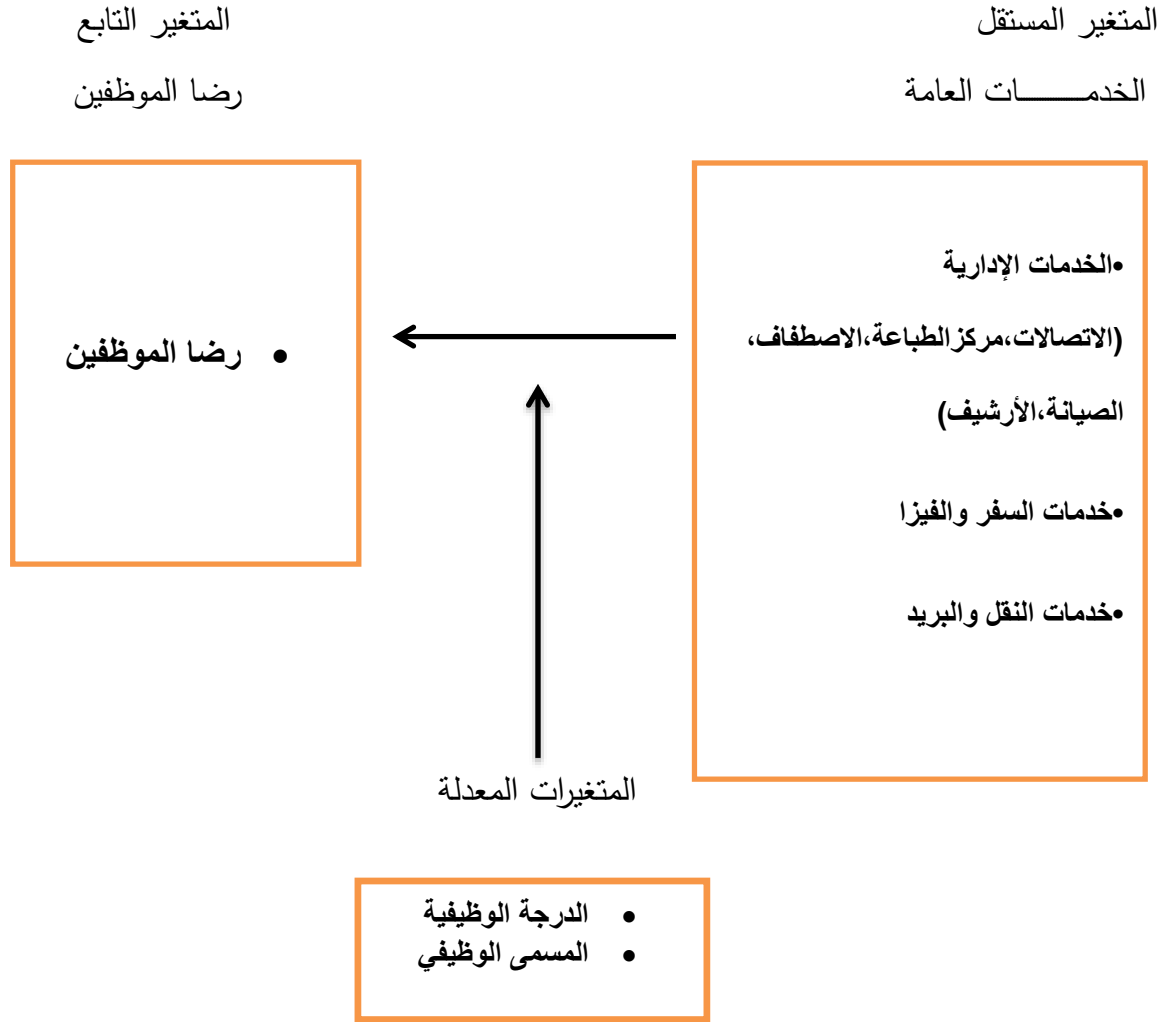 المتغير المستقل
المتغير التابع
الخدمـــــــات العامة
رضا الموظفين
•الخدمات الإدارية
(الاتصالات،مركزالطباعة،الاصطفاف،
الصيانة،الأرشيف)
•خدمات السفر والفيزا
•خدمات النقل والبريد
• رضا الموظفين
المتغيرات المعدلة
• الدرجة الوظيفية
• المسمى الوظيفي